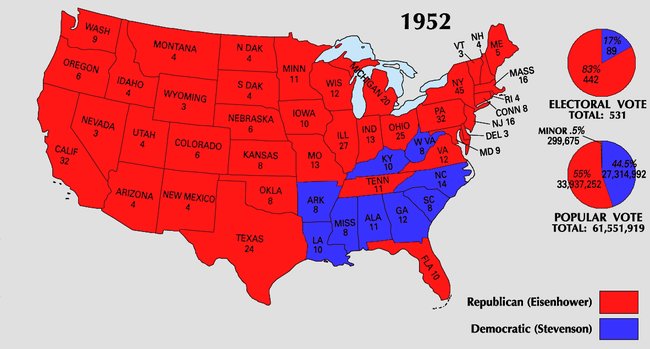 1952
WASH
9
OREGON
6
CALIF
32
NEVADA
3
IDAHO
4
MONTANA
4
WYOMING
3
UTAH
4
ARIZONA
4
COLORADO
6
NEW MEXICO
4
N DAK
4
S DAK
4
NEBRASKA
6
KANSAS
8
OKLA
8
TEXAS
24
MINN
11
IOWA
10
MO
13
ARK
8
LA
10
WIS
12
ILL
27
MICHIGAN 20
IND
13
OHIO
25
KY
10
TENN
11
MISS
8
ALA
11
GA
12
FLA 10
SC
8
NC
14
VA
12
W VA
8
PA
32
NY
45
VT
3
NH
4
ME
5
MASS
16
RI 4
CONN 8
NJ 16
DEL 3
MD 9
17%
89
83%
442
ELECTORAL VOTE
TOTAL: 531
MINOR .5%
299,675
44.5%
27,314,992
55%
33,937,252
POPULAR VOTE
TOTAL: 61,551,919
Republican (Eisenhower)
Democratic (Stevenson)